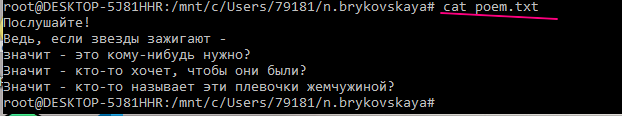 root@DESKTOP-5J81HHR:/mnt/c/Users/79181/n.brykovskaya# cat poem.txt
Послушайте!
Ведь, если звезды зажигают -
значит - это кому-нибудь нужно?
Значит - кто-то хочет, чтобы они были?
Значит - кто-то называет эти плевочки жемчужиной?
root@DESKTOP-5J81HHR:/mnt/c/Users/79181/n.brykovskaya#